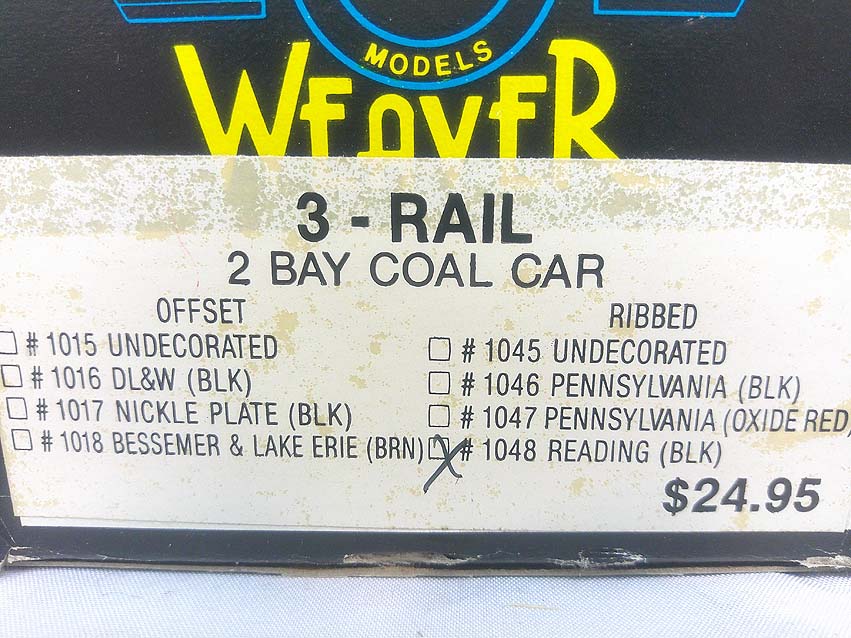 MODELS
WEAVER
3 - RAIL
2 BAY COAL CAR
OFFSET
# 1015 UNDECORATED
# 1016 DL&W (BLK)
# 1017 NICKLE PLATE (BLK)
# 1018 BESSEMER & LAKE ERIE (BRN)
RIBBED
# 1045 UNDECORATED
# 1046 PENNSYLVANIA (BLK)
# 1047 PENNSYLVANIA (OXIDE RED)
# 1048 READING (BLK)
$24.95